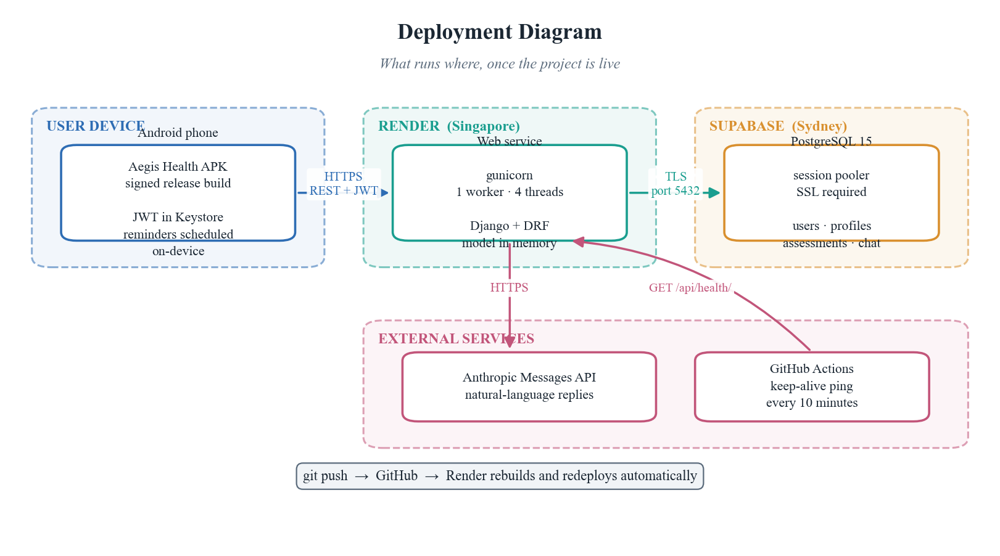 Deployment Diagram
What runs where, once the project is live
USER DEVICE
Android phone
Aegis Health APK
signed release build
JWT in Keystore
reminders scheduled
on-device
HTTPS
REST + JWT
RENDER (Singapore)
Web service
gunicorn
1 worker · 4 threads
Django + DRF
model in memory
TLS
port 5432
SUPABASE (Sydney)
PostgreSQL 15
session pooler
SSL required
users · profiles
assessments · chat
HTTPS
GET /api/health/
EXTERNAL SERVICES
Anthropic Messages API
natural-language replies
GitHub Actions
keep-alive ping
every 10 minutes
git push → GitHub → Render rebuilds and redeploys automatically